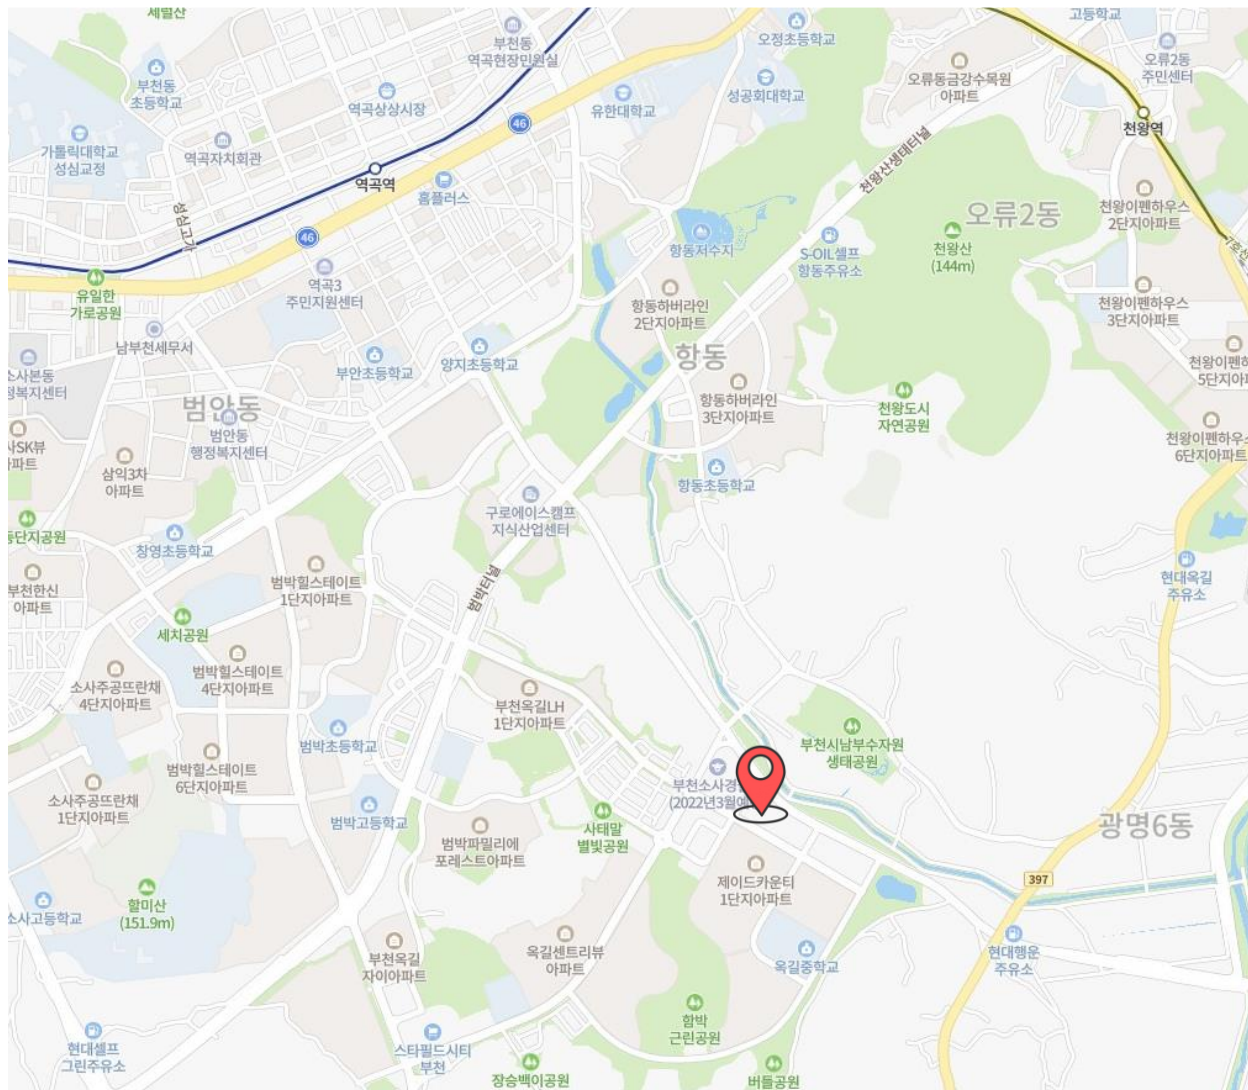 세멀산
부천동
역곡현장민원실
오정초등학교
고등학교
오류2동
주민센터
부천동
초등학교
역곡상상시장
유한대학교
성공회대학교
오류동금강수목원
아파트
46
천왕역
가톨릭대학교
성심교정
역곡자치회관
역곡역
홈플러스
천왕산생태터널
성심고가
46
항동저수지
S-OIL셀프
항동주유소
오류2동
천왕산
(144m)
천왕이펜하우스
2단지아파트
유일한
가로공원
역곡3
주민지원센터
항동하버라인
2단지아파트
천왕이펜하우스
3단지아파트
남부천세무서
부안초등학교
양지초등학교
항동
천왕이펜하
5단지아파
소사본동
정복지센터
범안동
범안동
행정복지센터
항동하버라인
3단지아파트
천왕도시
자연공원
천왕이펜하우스
6단지아파트
사SK뷰
아파트
삼익3차
아파트
항동초등학교
구로에이스캠프
지식산업센터
동단지공원
창영초등학교
범박터널
현대옥길
주유소
부천한신
아파트
범박힐스테이트
1단지아파트
세치공원
소사주공뜨란채
4단지아파트
범박힐스테이트
4단지아파트
부천옥길LH
1단지아파트
범박초등학교
부천시남부수자원
생태공원
범박힐스테이트
6단지아파트
부천소사경
(2022년3월예
소사주공뜨란채
1단지아파트
범박고등학교
사태말
별빛공원
광명6동
범박파밀리에
포레스트아파트
제이드카운티
1단지아파트
397
할미산
(151.9m)
소사고등학교
부천옥길
자이아파트
옥길센트리뷰
아파트
옥길중학교
현대행운
주유소
함박
근린공원
현대셀프
그린주유소
스타필드시티
부천
장승백이공원
버들공원